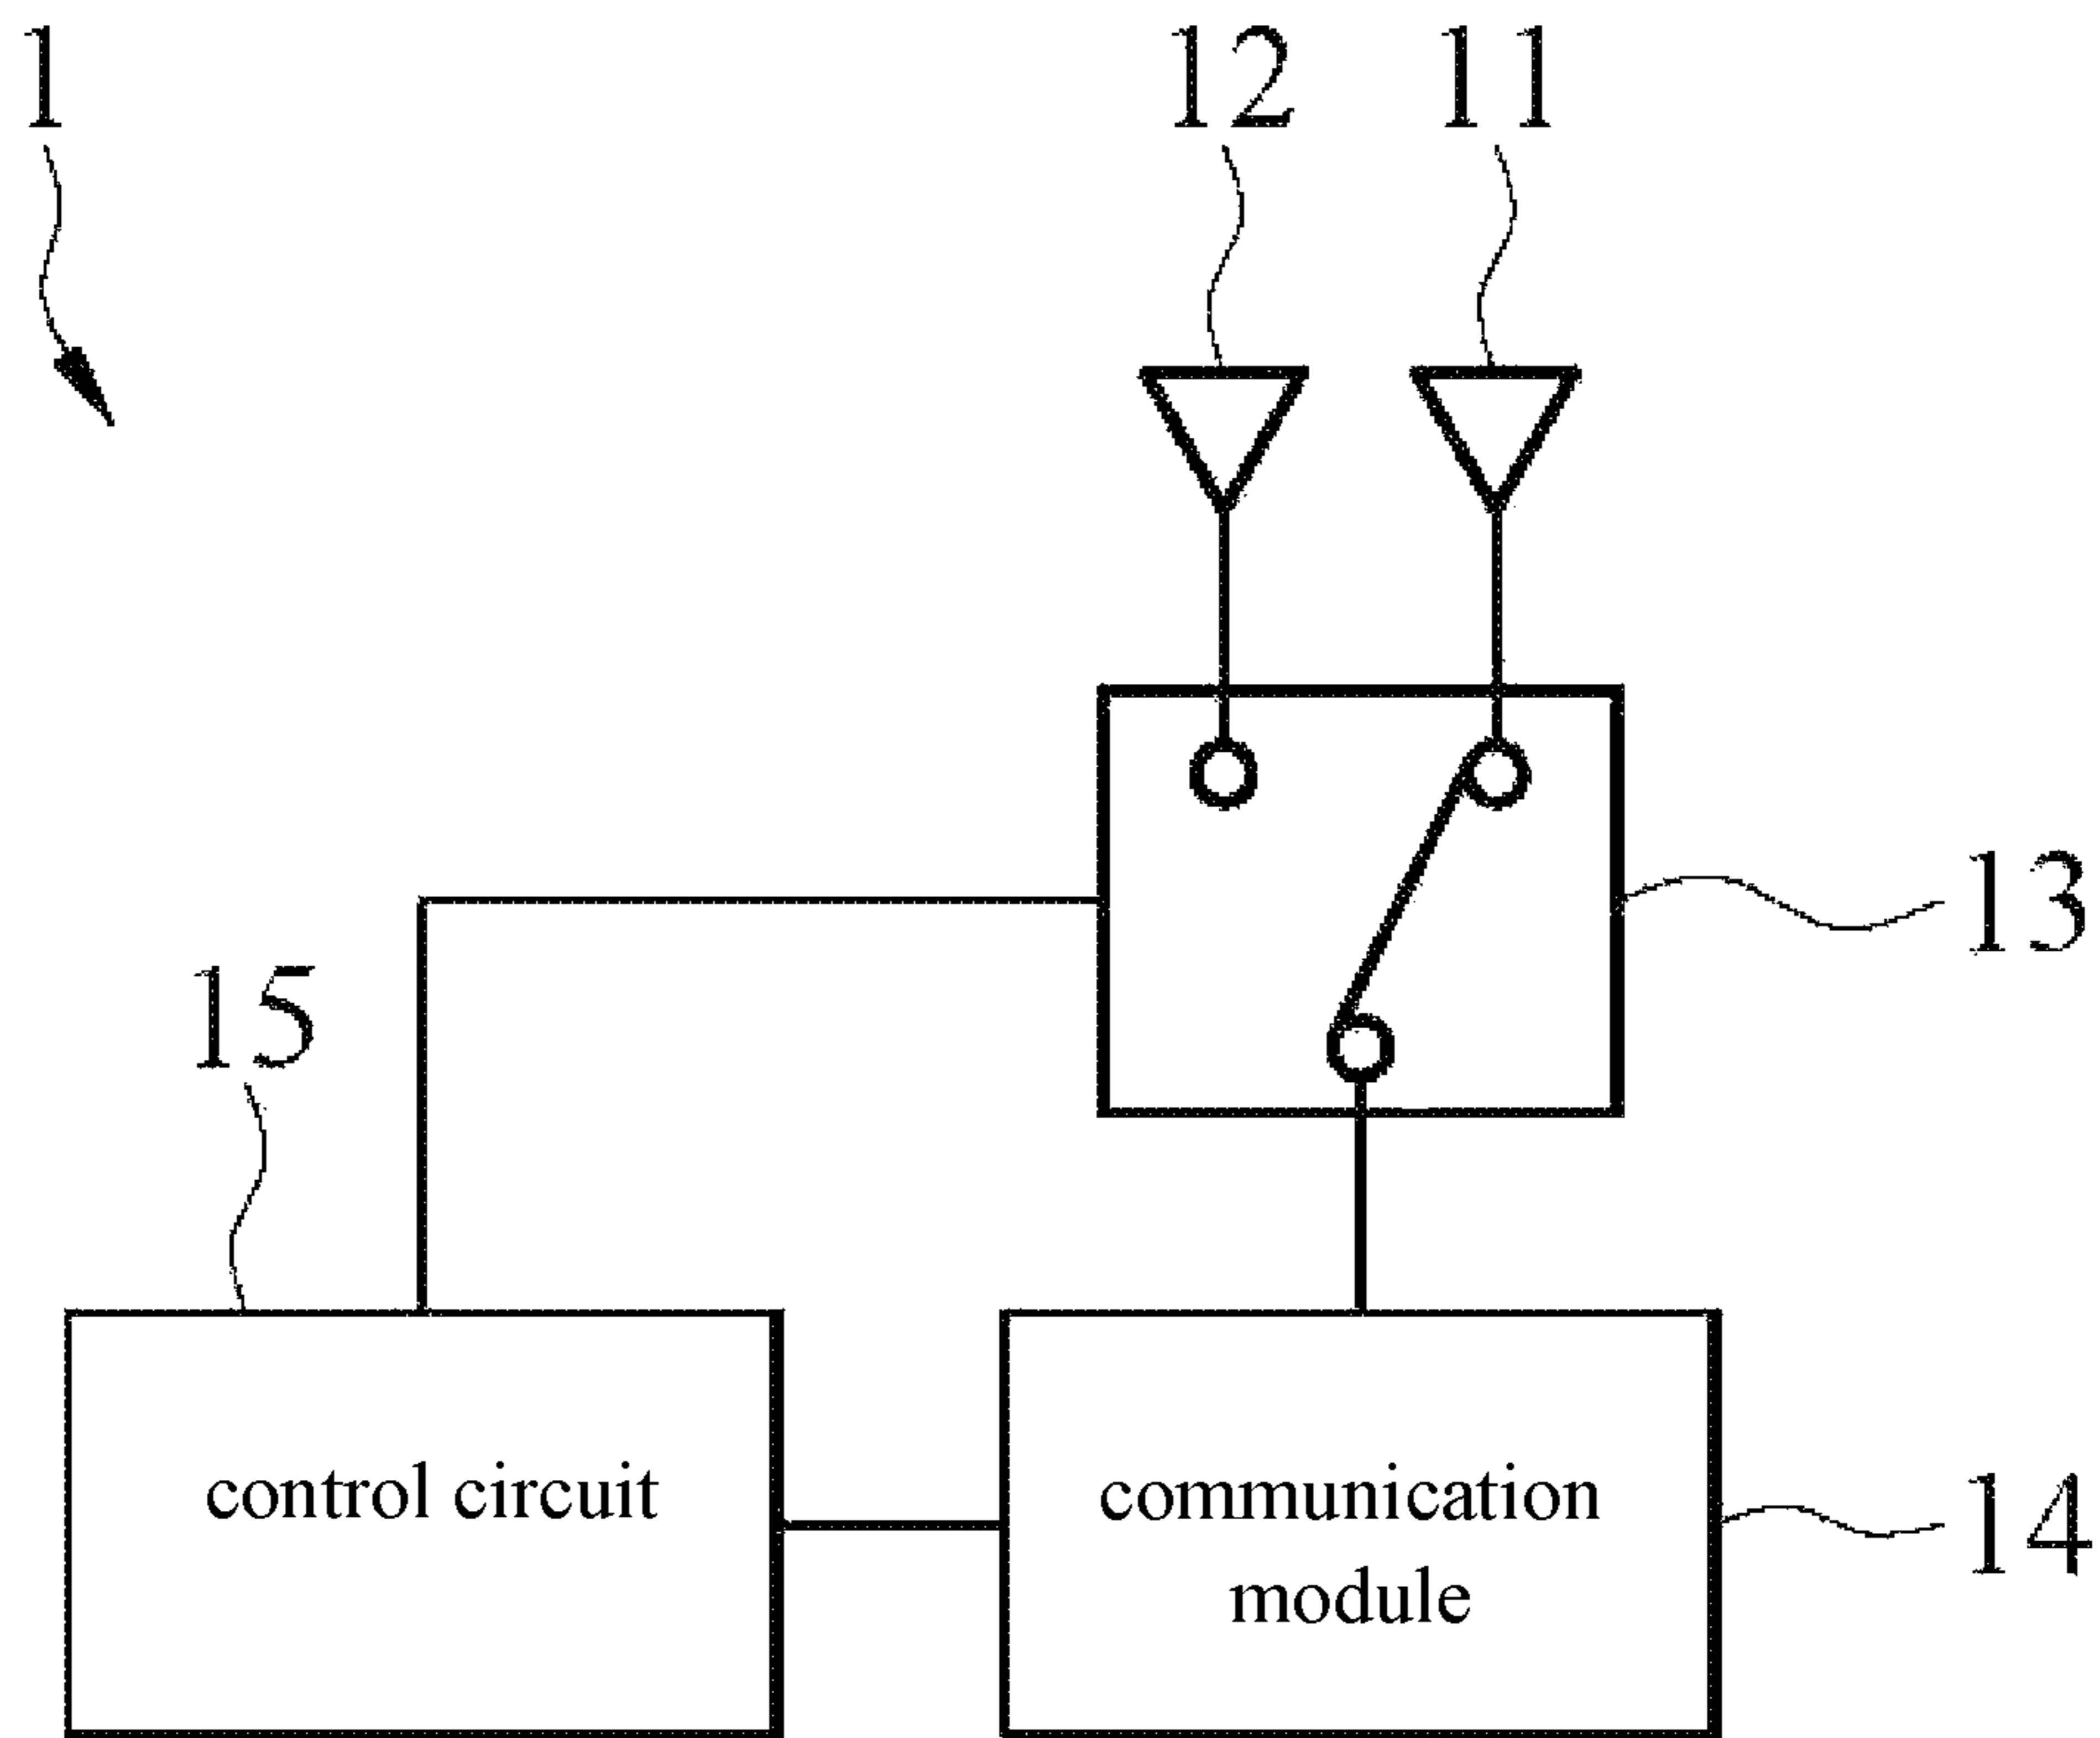 1
12
11
13
15
control circuit
communication
module
14